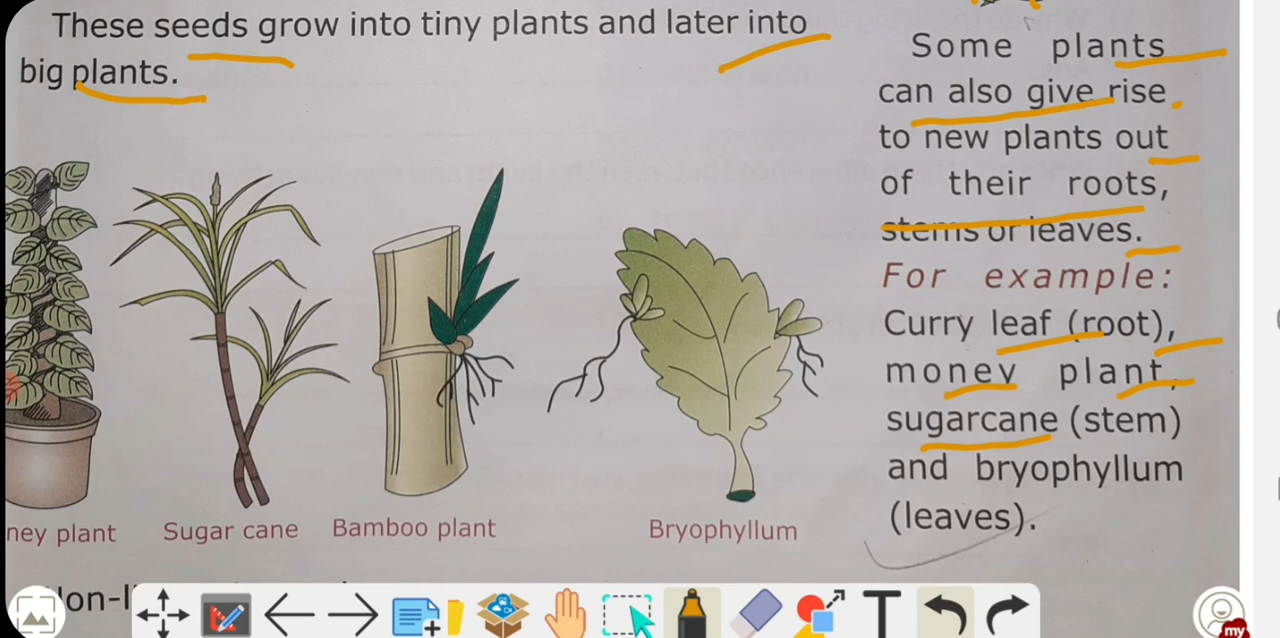 These seeds grow into tiny plants and later into
big plants.
Some plants
can also give rise
to new plants out
of their roots,
stems or leaves.
For example:
Curry leaf (root),
money plant,
sugarcane (stem)
and bryophyllum
(leaves).
ney plant
Sugar cane
Bamboo plant
Bryophyllum
my